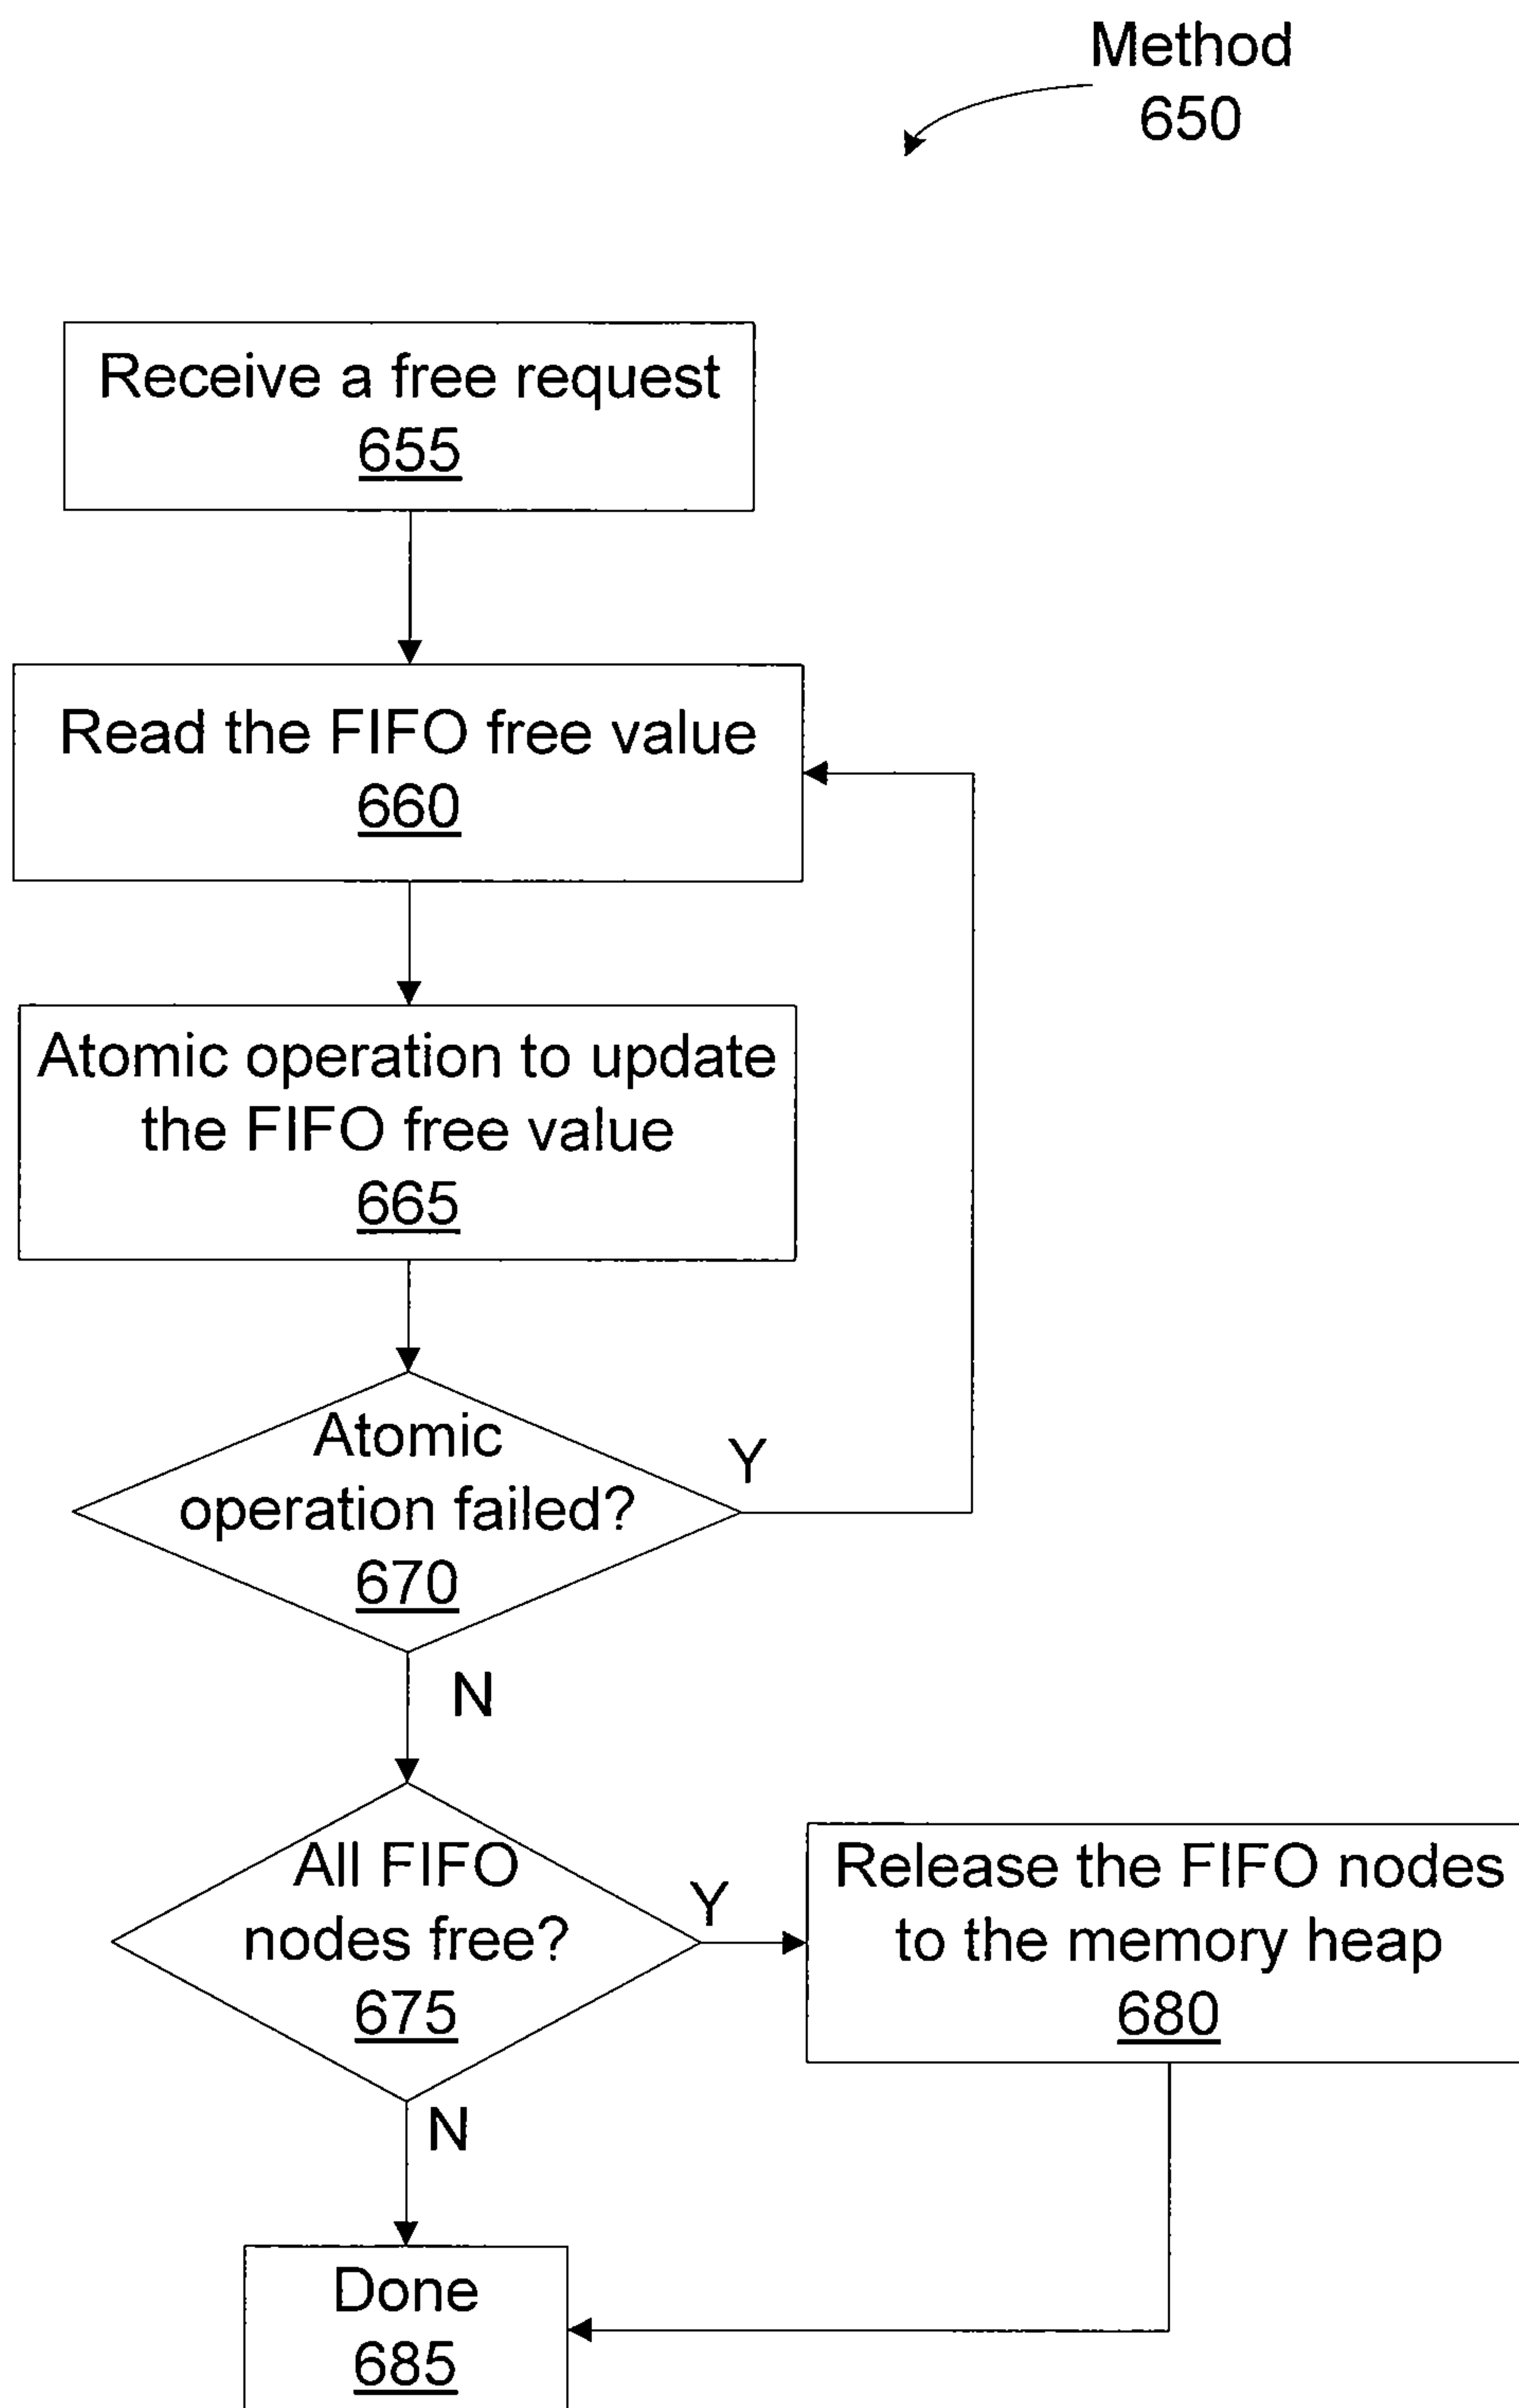 Method
650
Receive a free request
655
Read the FIFO free value
660
Atomic operation to update
the FIFO free value
665
Atomic
operation failed?
670
Y
N
All FIFO
nodes free?
675
Y
Release the FIFO nodes
to the memory heap
680
N
Done
685